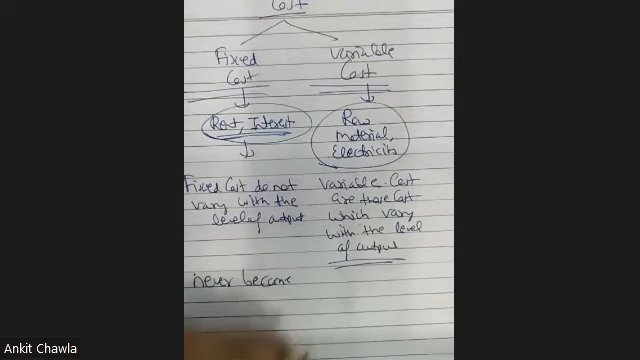 Cost
Fixed
Cost
Variable
Cost
Rent, Interest
Raw
Material,
Electricity
Fixed Cost do not
vary with the
level of output
Variable Cost
are those Cost
which vary
with the level
of output
never became
Ankit Chawla